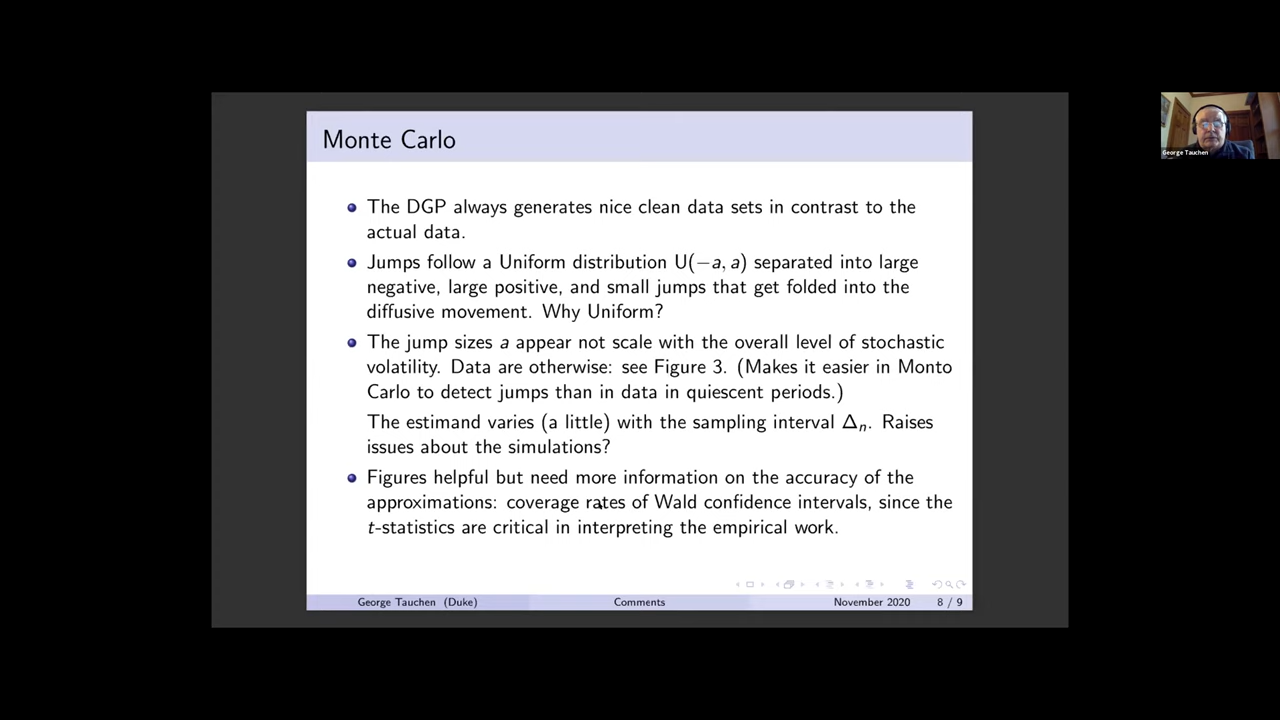 Monte Carlo
The DGP always generates nice clean data sets in contrast to the
actual data.
Jumps follow a Uniform distribution U(−a, a) separated into large
negative, large positive, and small jumps that get folded into the
diffusive movement. Why Uniform?
The jump sizes a appear not scale with the overall level of stochastic
volatility. Data are otherwise: see Figure 3. (Makes it easier in Monto
Carlo to detect jumps than in data in quiescent periods.)
The estimand varies (a little) with the sampling interval Δn. Raises
issues about the simulations?
Figures helpful but need more information on the accuracy of the
approximations: coverage rates of Wald confidence intervals, since the
t-statistics are critical in interpreting the empirical work.
George Tauchen (Duke) Comments November 2020 8 / 9
George Tauchen